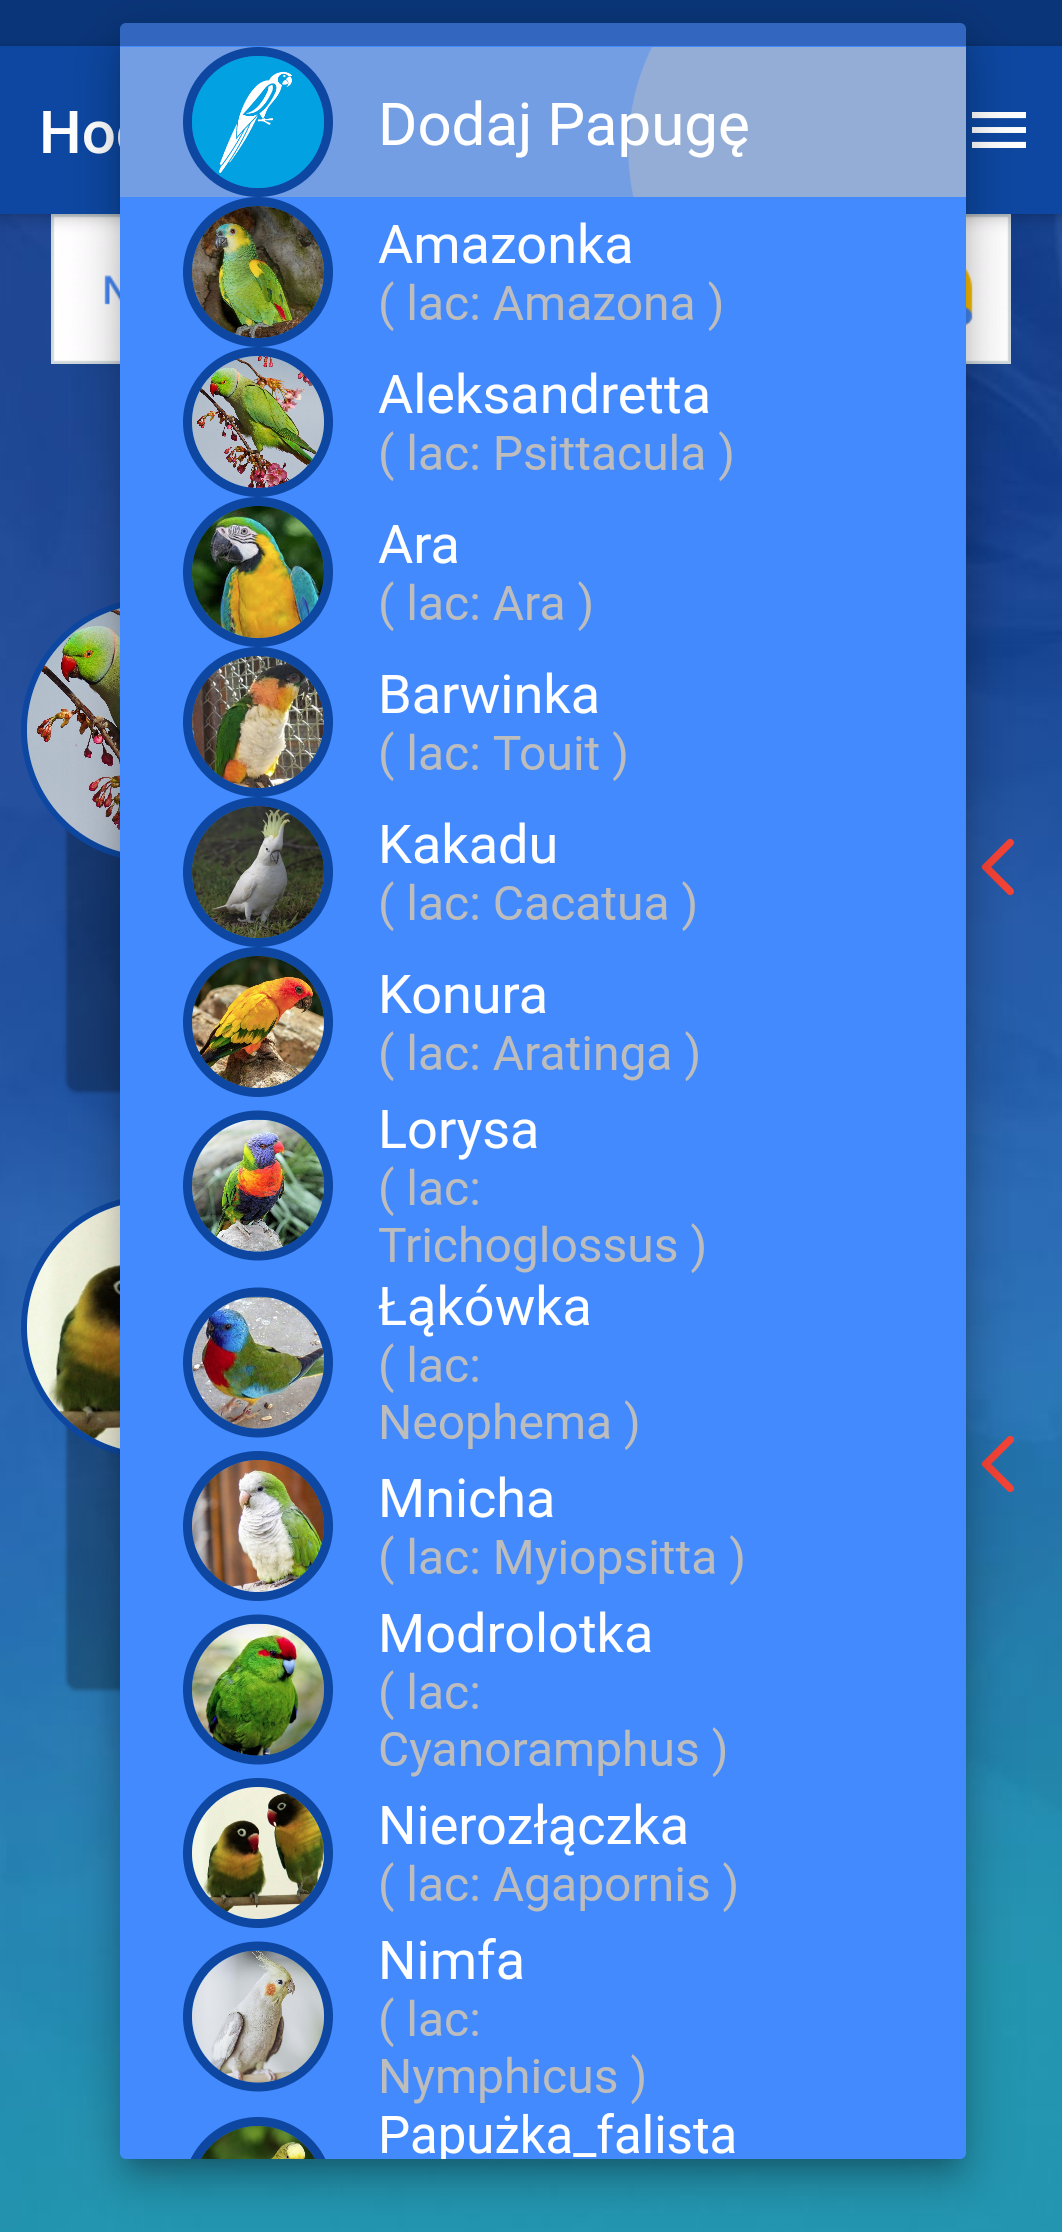 Dodaj Papugę
Amazonka
( lac: Amazona )
Aleksandretta
( lac: Psittacula )
Ara
( lac: Ara )
Barwinka
( lac: Touit )
Kakadu
( lac: Cacatua )
Konura
( lac: Aratinga )
Lorysa
( lac:
Trichoglossus )
Łąkówka
( lac:
Neophema )
Mnicha
( lac: Myiopsitta )
Modrolotka
( lac:
Cyanoramphus )
Nierozłączka
( lac: Agapornis )
Nimfa
( lac:
Nymphicus )
Papużka_falista